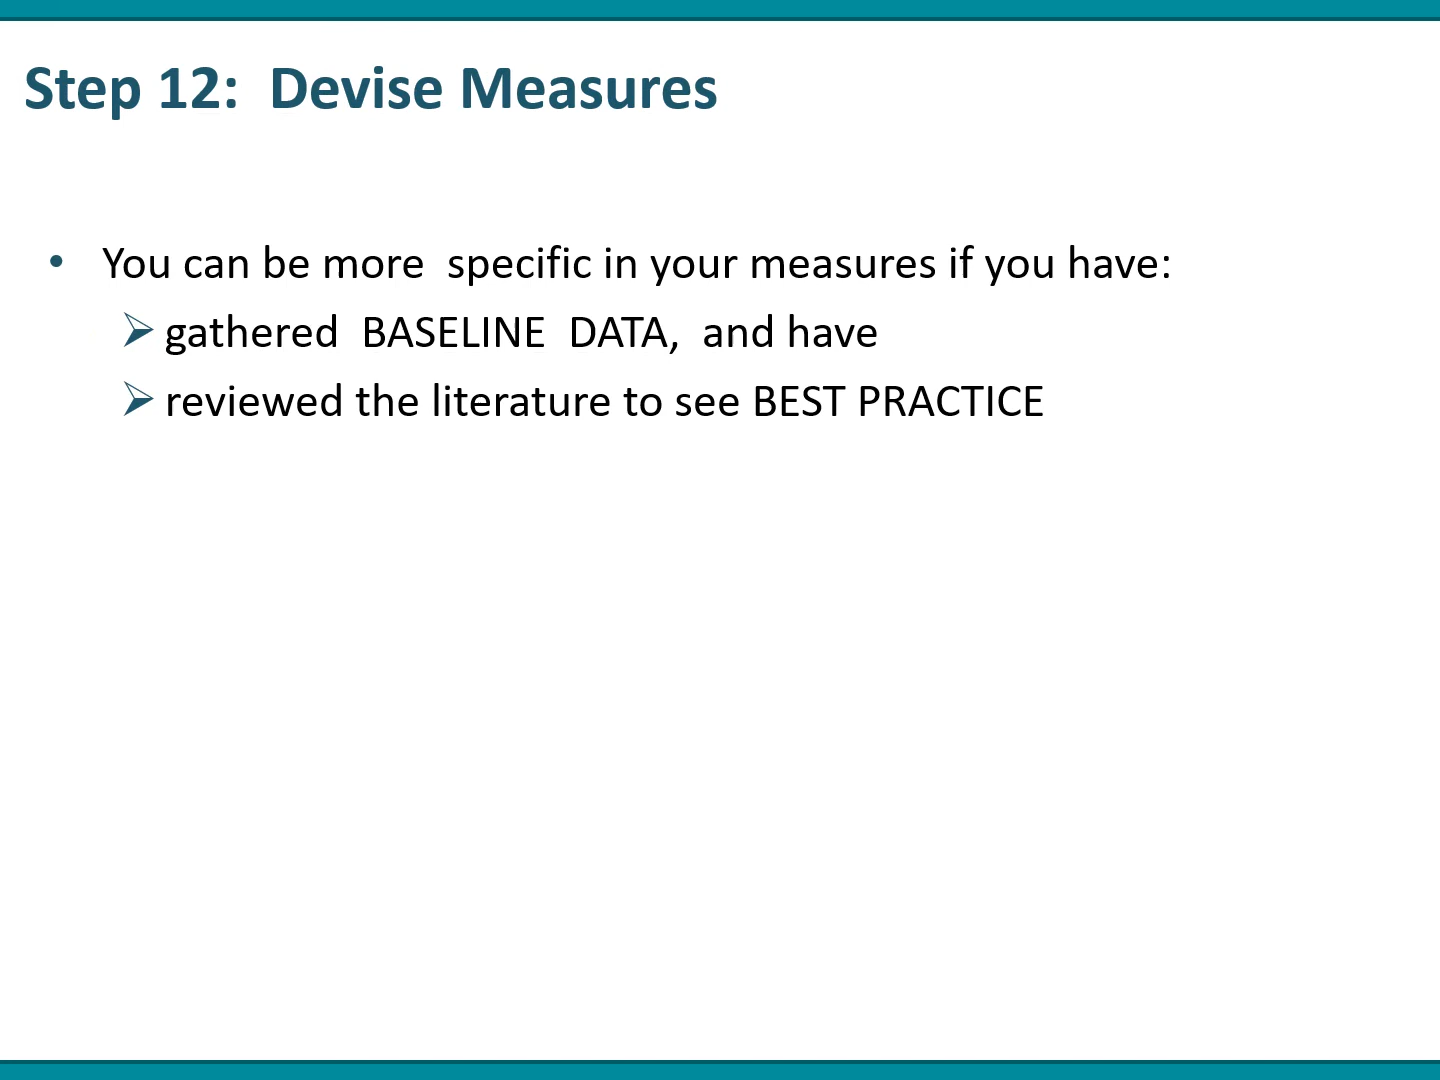 Step 12:  Devise Measures
• You can be more  specific in your measures if you have:
➢ gathered  BASELINE  DATA,  and have
➢ reviewed the literature to see BEST PRACTICE